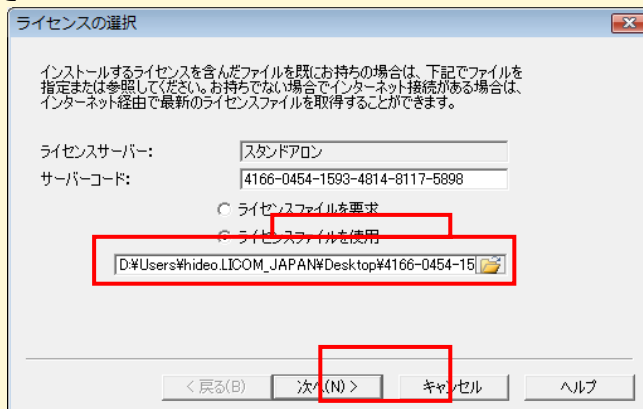 ライセンスの選択
インストールするライセンスを含んだファイルを既にお持ちの場合は、下記でファイルを
指定または参照してください。お持ちでない場合でインターネット接続がある場合は、
インターネット経由で最新のライセンスファイルを取得することができます。
ライセンスサーバー: スタンドアロン
サーバーコード: 4166-0454-1593-4814-8117-5898
ライセンスファイルを要求
ライセンスファイルを使用
D:¥Users¥hideo.LICOM_JAPAN¥Desktop¥4166-0454-15
< 戻る(B) 次へ(N) > キャンセル ヘルプ